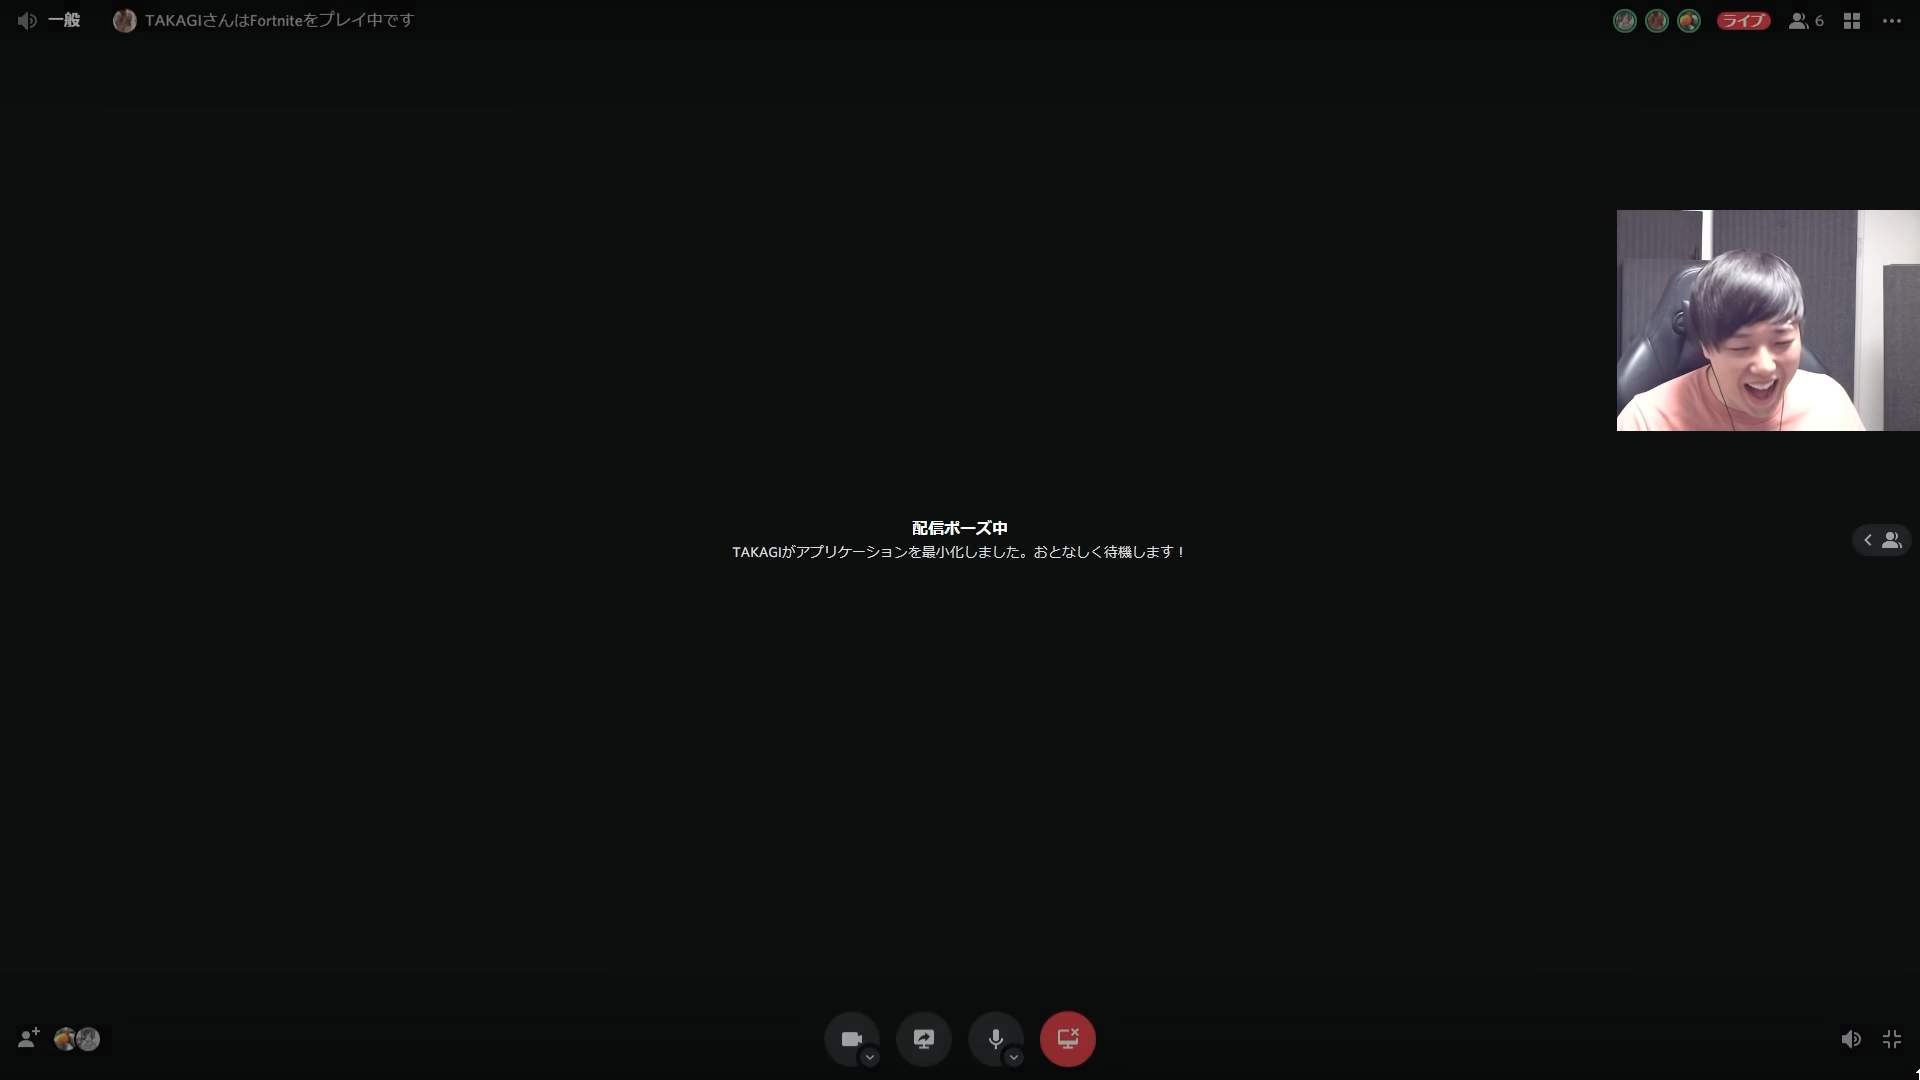 一般
TAKAGIさんはFortniteをプレイ中です
ライブ
6
配信ポーズ中
TAKAGIがアプリケーションを最小化しました。おとなしく待機します！